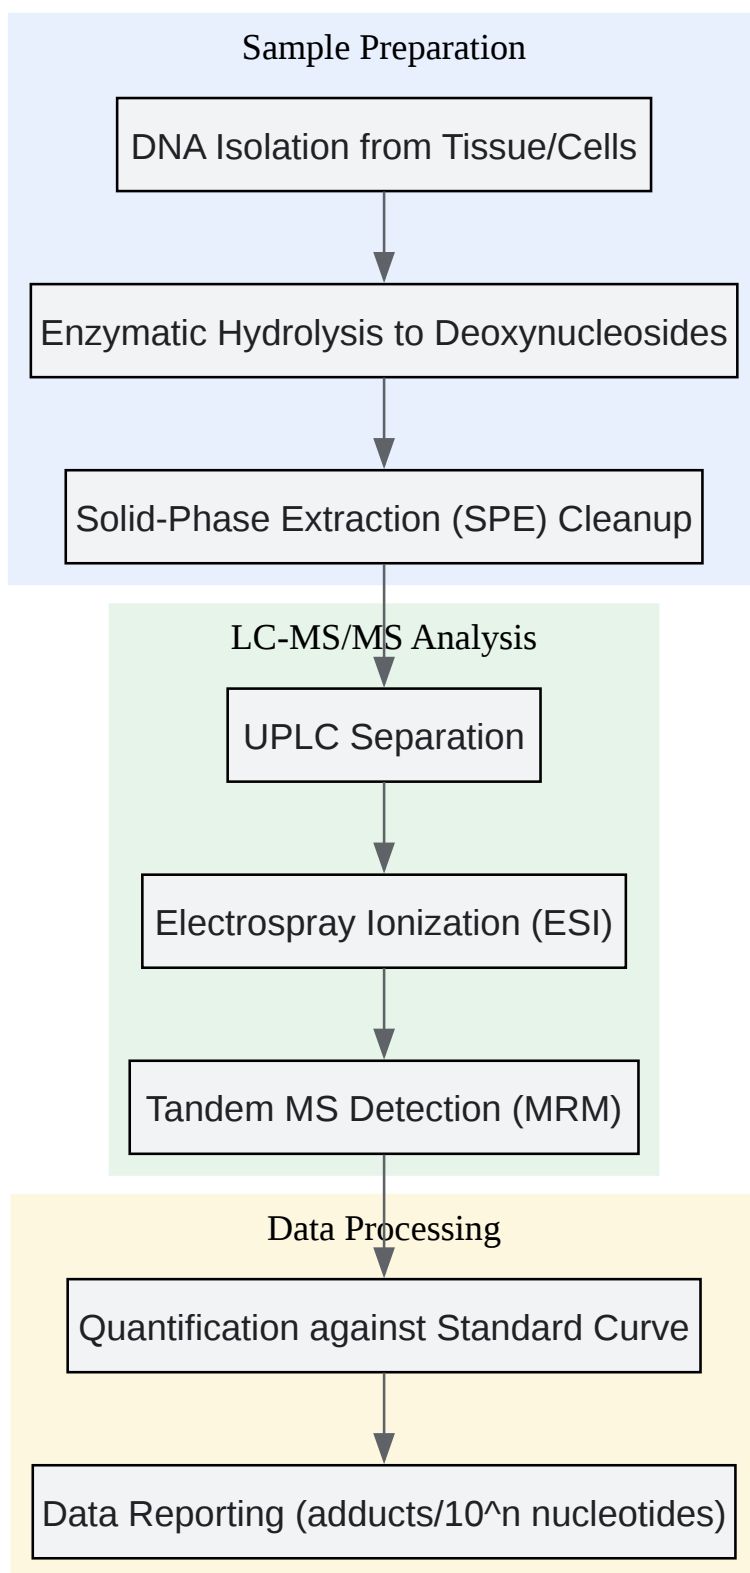 Sample Preparation
DNA Isolation from Tissue/Cells
Enzymatic Hydrolysis to Deoxynucleosides
Solid-Phase Extraction (SPE) Cleanup
LC-MS/MS Analysis
UPLC Separation
Electrospray Ionization (ESI)
Tandem MS Detection (MRM)
Data Processing
Quantification against Standard Curve
Data Reporting (adducts/10^n nucleotides)